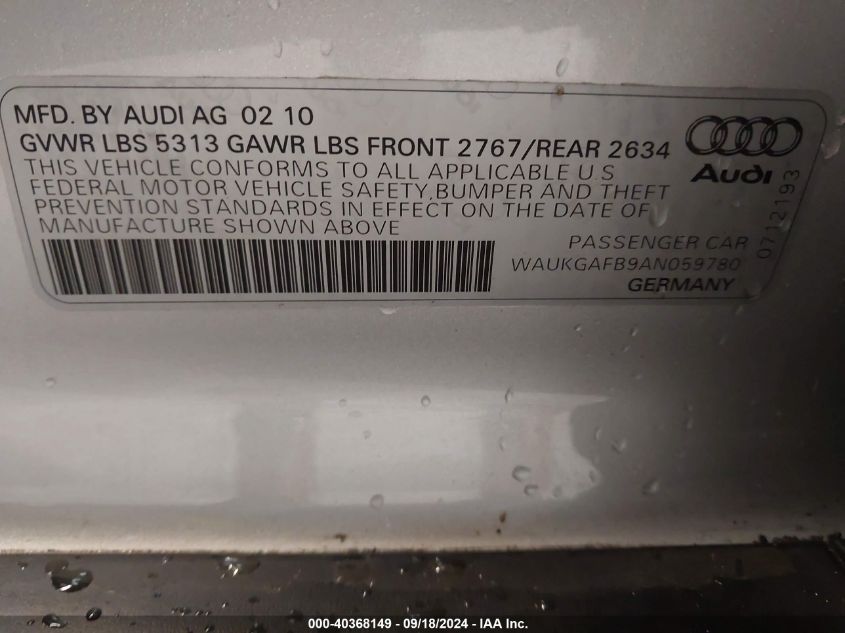 MFD. BY AUDI AG 02 10
GVWR LBS 5313 GAWR LBS FRONT 2767/REAR 2634
THIS VEHICLE CONFORMS TO ALL APPLICABLE U S
FEDERAL MOTOR VEHICLE SAFETY, BUMPER AND THEFT
PREVENTION STANDARDS IN EFFECT ON THE DATE OF
MANUFACTURE SHOWN ABOVE
PASSENGER CAR
WAUKGAFB9AN059780
GERMANY
Audi
0712193
000-40368149 - 09/18/2024 - IAA Inc.